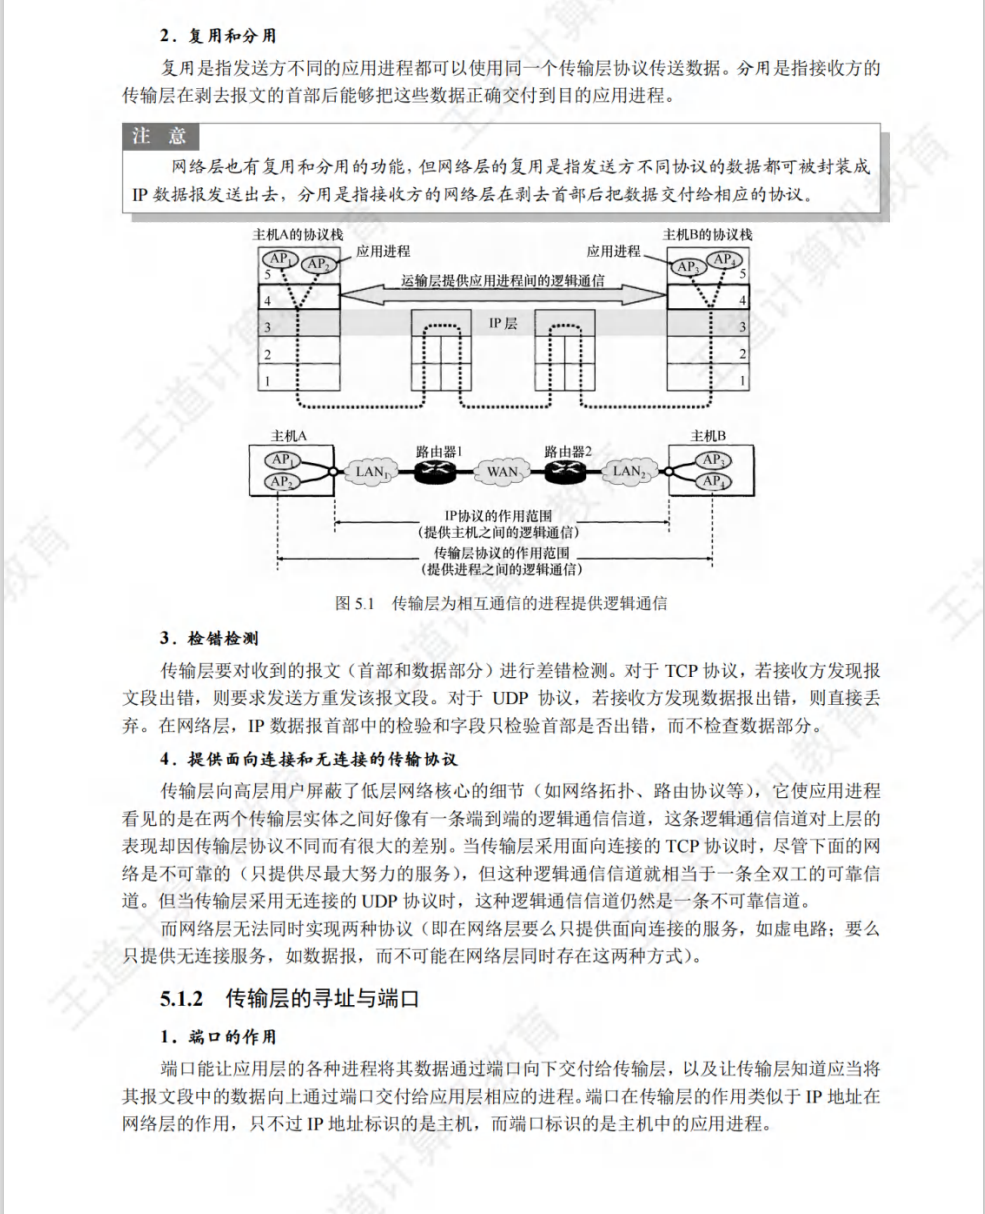 2．复用和分用
复用是指发送方不同的应用进程都可以使用同一个传输层协议传送数据。分用是指接收方的
传输层在剥去报文的首部后能够把这些数据正确交付到目的应用进程。
注 意
网络层也有复用和分用的功能，但网络层的复用是指发送方不同协议的数据都可被封装成
IP 数据报发送出去，分用是指接收方的网络层在剥去首部后把数据交付给相应的协议。
主机A的协议栈
主机B的协议栈
AP1
AP2
应用进程
应用进程
AP3
AP4
5
5
运输层提供应用进程间的逻辑通信
4
4
3
IP 层
3
2
2
1
1
主机A
主机B
路由器1
路由器2
AP1
AP2
LAN1
WAN
LAN2
AP3
AP4
IP协议的作用范围
(提供主机之间的逻辑通信)
传输层协议的作用范围
(提供进程之间的逻辑通信)
图 5.1 传输层为相互通信的进程提供逻辑通信
3．检错检测
传输层要对收到的报文（首部和数据部分）进行差错检测。对于 TCP 协议，若接收方发现报
文段出错，则要求发送方重发该报文段。对于 UDP 协议，若接收方发现数据报出错，则直接丢
弃。在网络层，IP 数据报首部中的检验和字段只检验首部是否出错，而不检查数据部分。
4．提供面向连接和无连接的传输协议
传输层向高层用户屏蔽了低层网络核心的细节（如网络拓扑、路由协议等），它使应用进程
看见的是在两个传输层实体之间好像有一条端到端的逻辑通信信道，这条逻辑通信信道对上层的
表现却因传输层协议不同而有很大的差别。当传输层采用面向连接的 TCP 协议时，尽管下面的网
络是不可靠的（只提供尽最大努力的服务），但这种逻辑通信信道就相当于一条全双工的可靠信
道。但当传输层采用无连接的 UDP 协议时，这种逻辑通信信道仍然是一条不可靠信道。
而网络层无法同时实现两种协议（即在网络层要么只提供面向连接的服务，如虚电路；要么
只提供无连接服务，如数据报，而不可能在网络层同时存在这两种方式）。
5.1.2 传输层的寻址与端口
1．端口的作用
端口能让应用层的各种进程将其数据通过端口向下交付给传输层，以及让传输层知道应当将
其报文段中的数据向上通过端口交付给应用层相应的进程。端口在传输层的作用类似于 IP 地址在
网络层的作用，只不过 IP 地址标识的是主机，而端口标识的是主机中的应用进程。
王道计算机教育